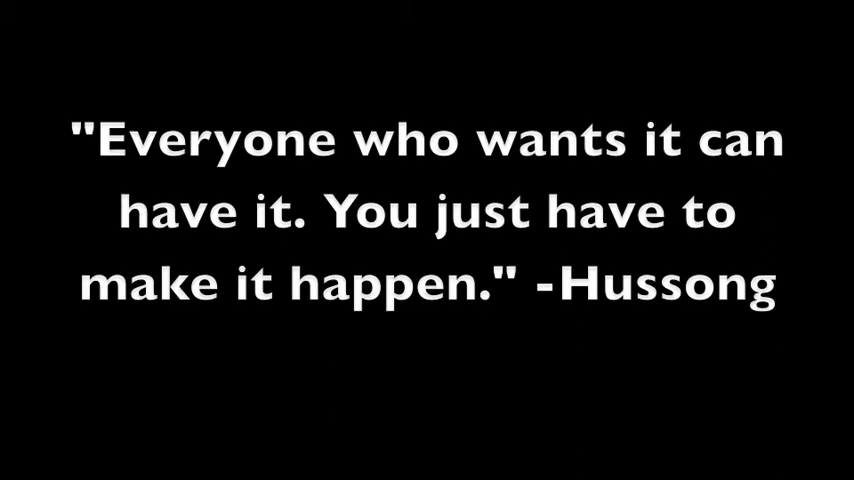 "Everyone who wants it can
have it. You just have to
make it happen." -Hussong